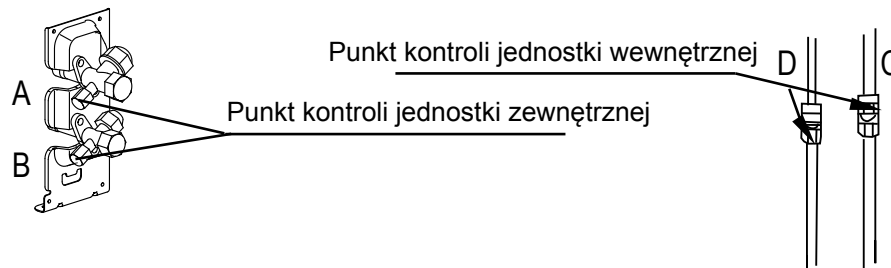 Punkt kontroli jednostki wewnętrznej
D
C
A
Punkt kontroli jednostki zewnętrznej
B